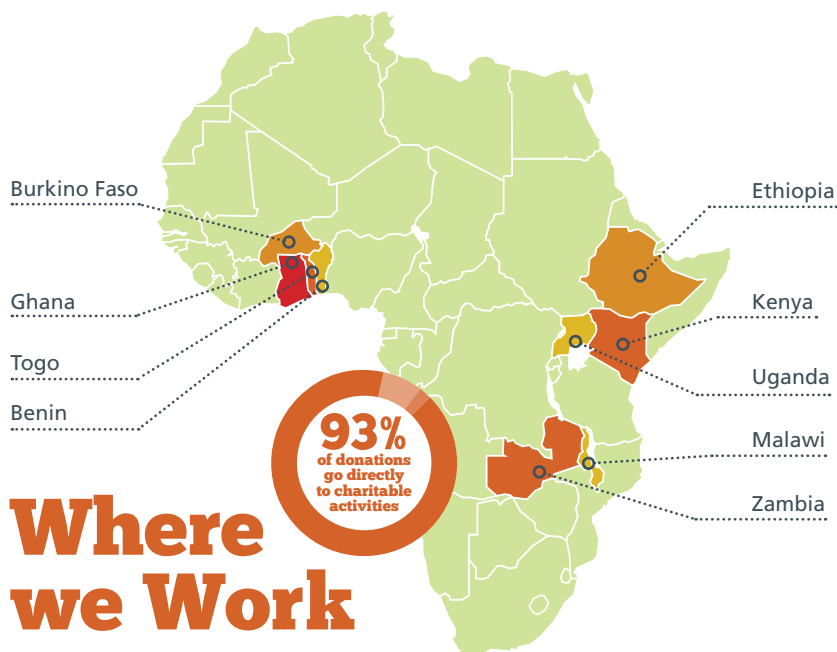 Burkino Faso
Ghana
Togo
Benin
Ethiopia
Kenya
Uganda
Malawi
Zambia
93%
of donations
go directly
to charitable
activities
Where
we Work